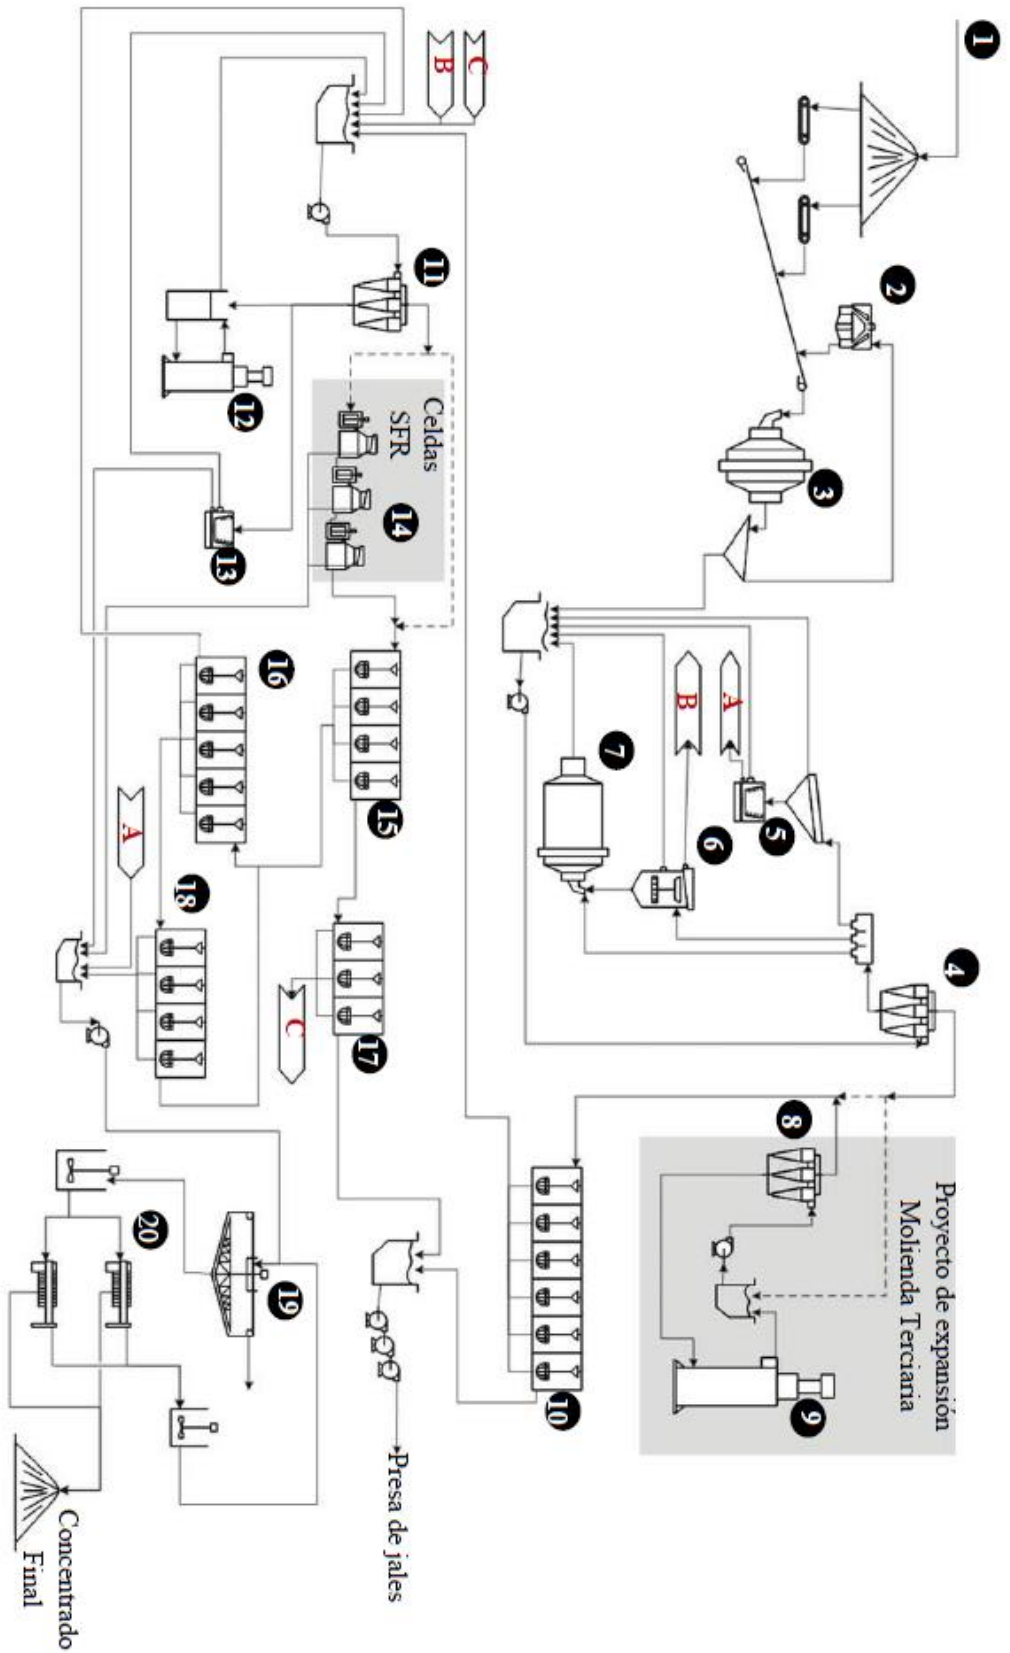 1
2
3
4
5
6
7
A
B
8
9
Proyecto de expansión
Molienda Terciaria
10
C
B
11
12
13
Celdas
SFR
14
15
16
17
C
18
A
19
20
Presa de jales
Concentrado
Final